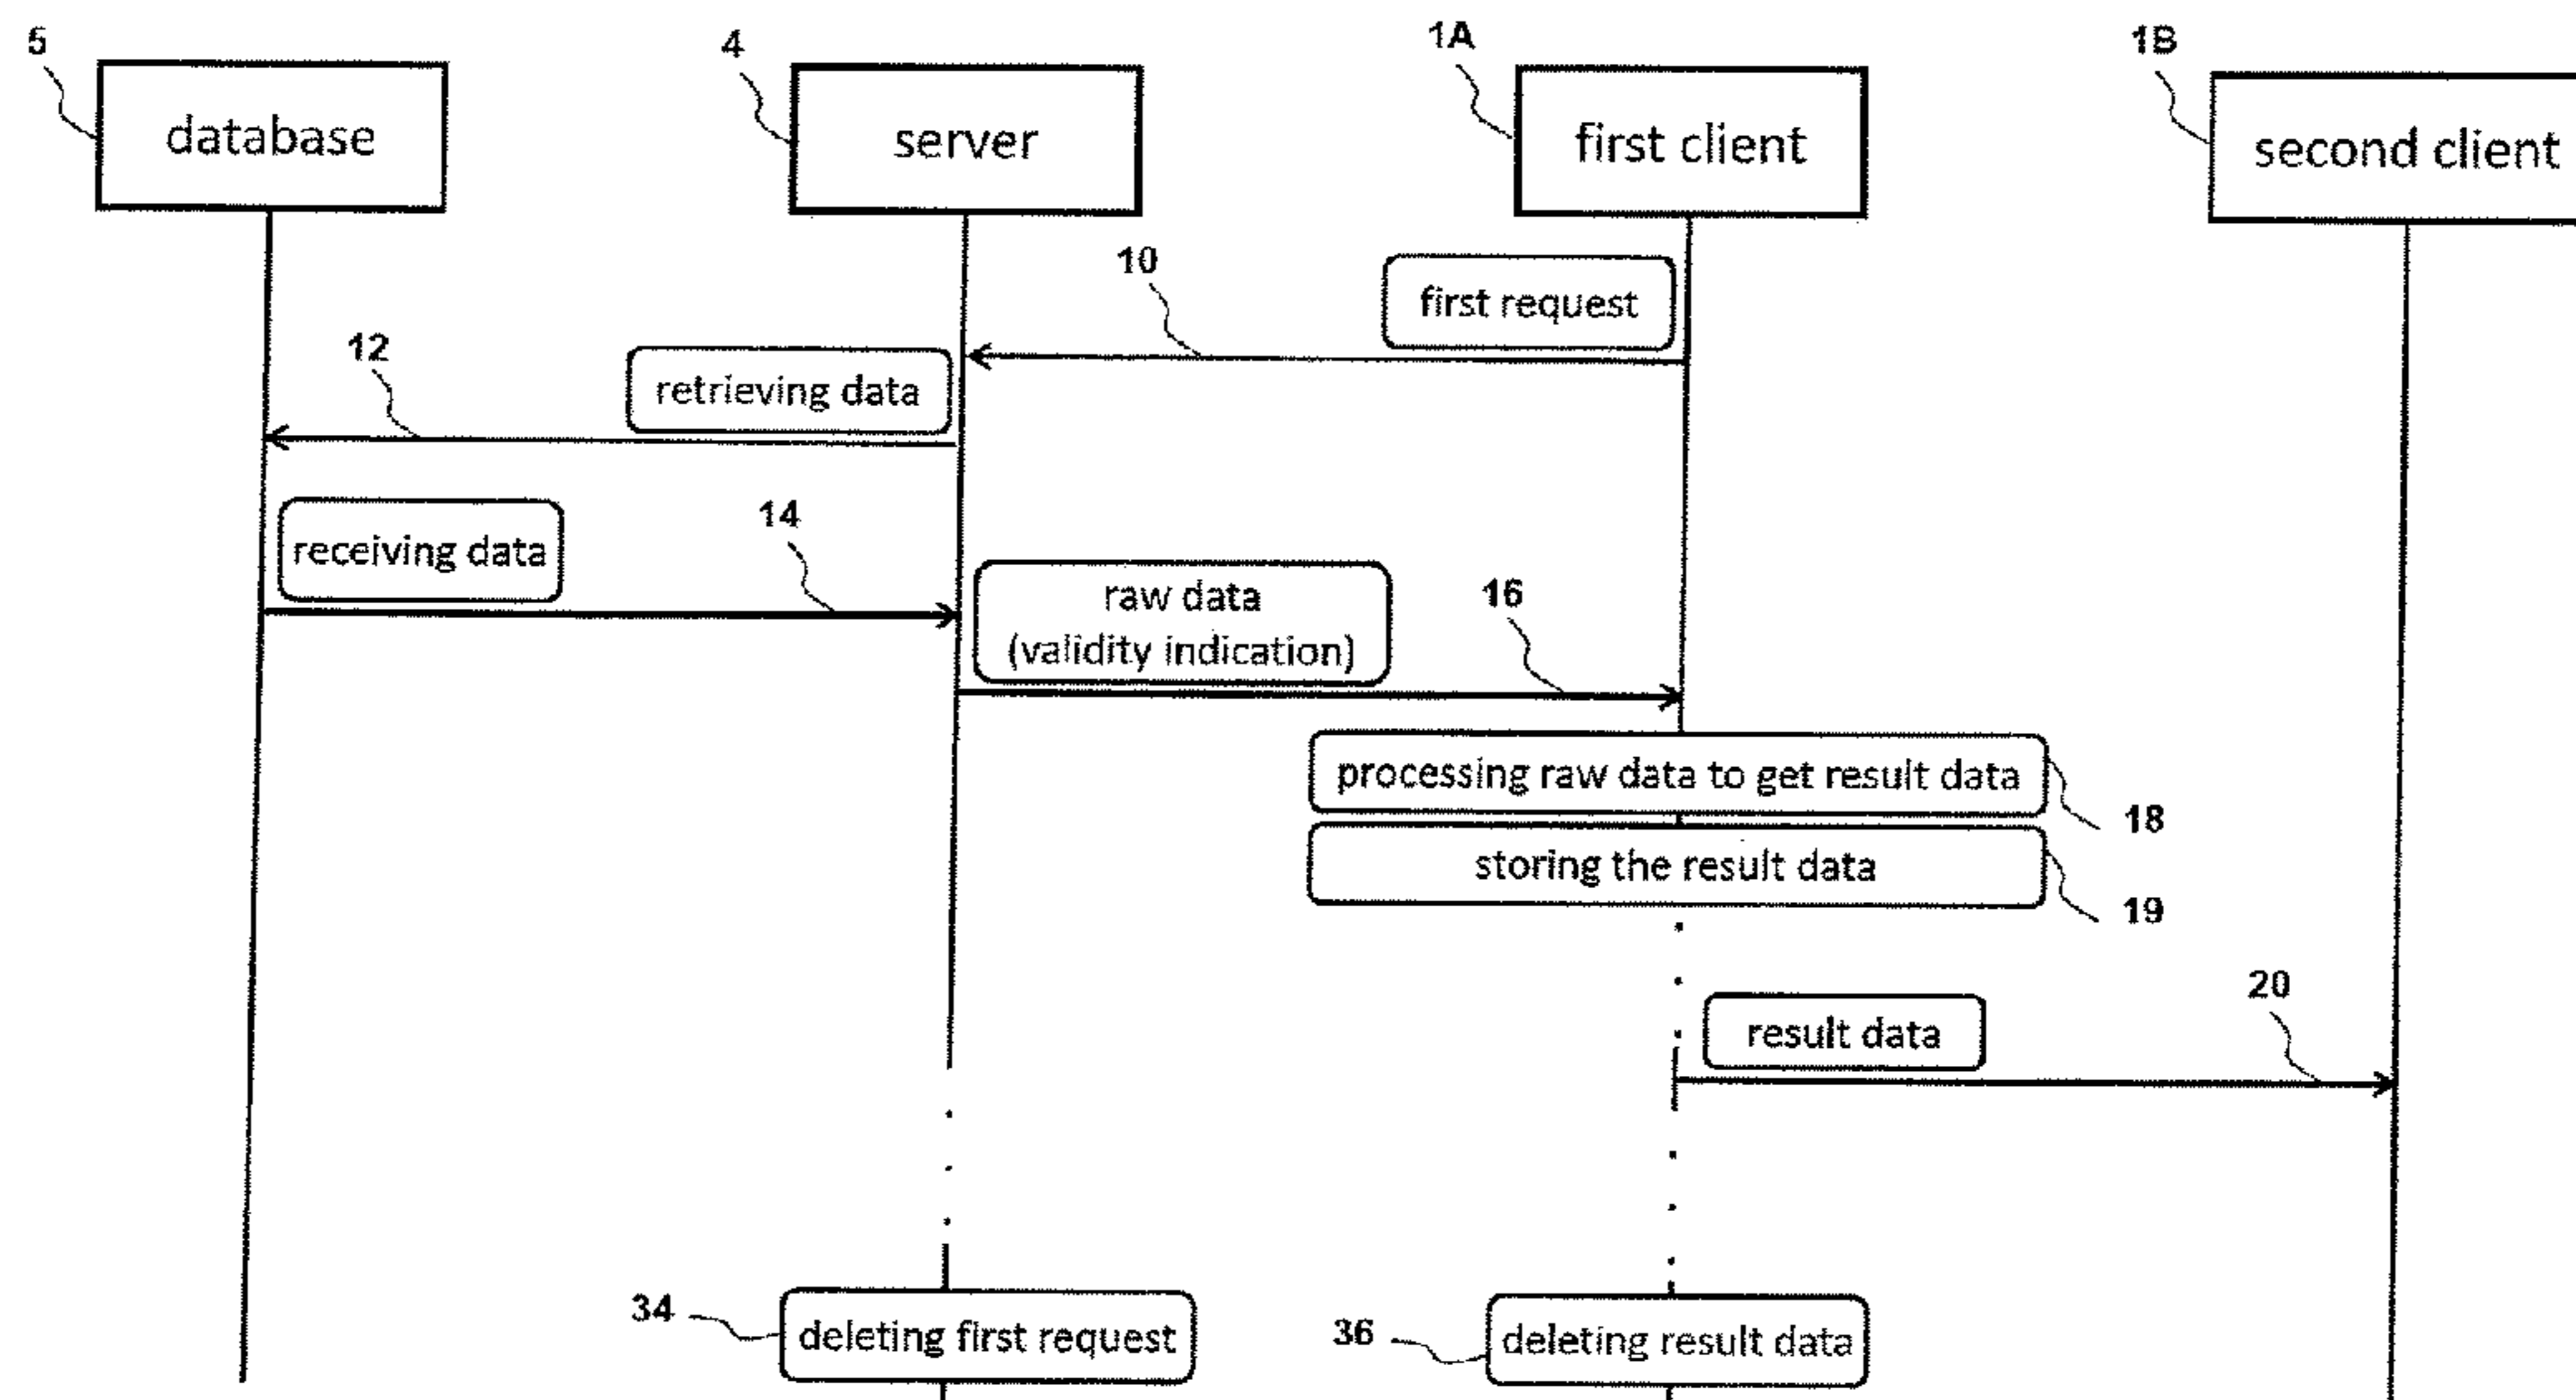 5
4
1A
1B
database
server
first client
second client
10
first request
12
retrieving data
14
receiving data
raw data
(validity indication)
16
processing raw data to get result data
18
storing the result data
19
20
result data
34
deleting first request
36
deleting result data